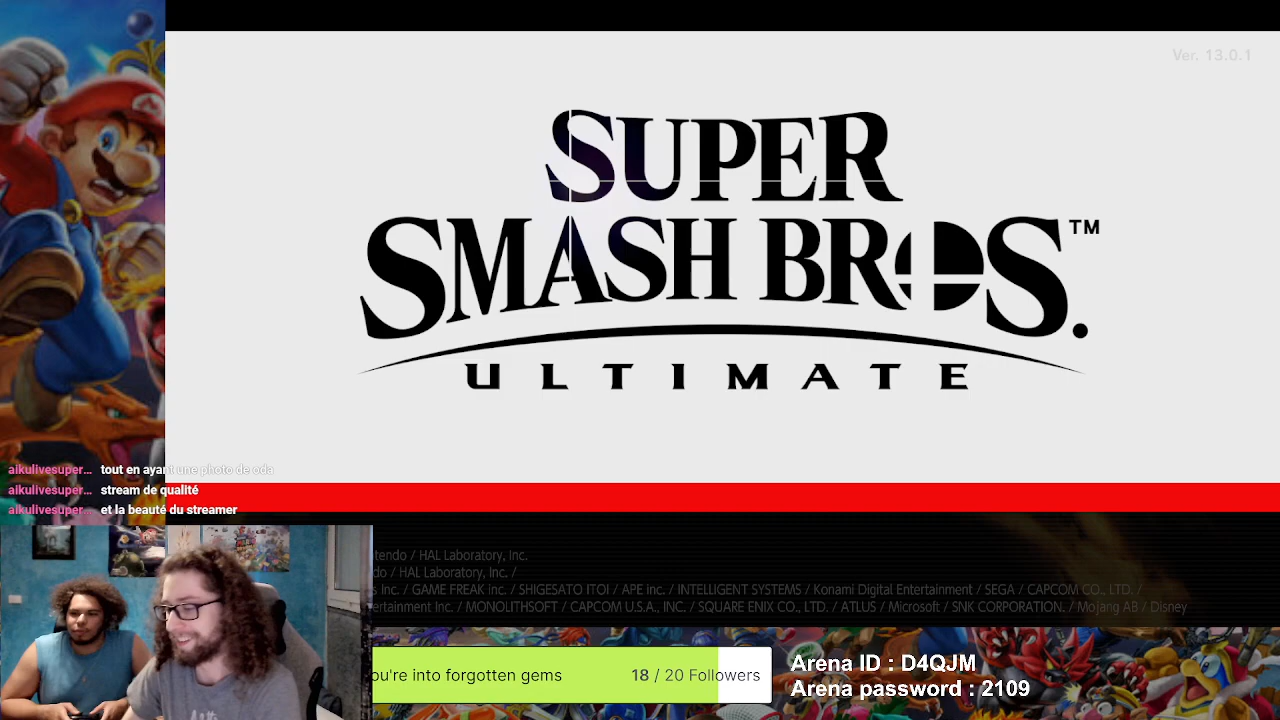 Ver. 13.0.1
SUPER
SMASH BROS.™
ULTIMATE
aikulivesuper... tout en ayant une photo de oda
aikulivesuper... stream de qualité
aikulivesuper... et la beauté du streamer
/ HAL Laboratory, Inc.
/ HAL Laboratory, Inc. /
/ GAME FREAK inc. / SHIGESATO ITOI / APE inc. / INTELLIGENT SYSTEMS / Konami Digital Entertainment / SEGA / CAPCOM CO., LTD. /
Inc. / MONOLITHSOFT / CAPCOM U.S.A., INC. / SQUARE ENIX CO., LTD. / ATLUS / Microsoft / SNK CORPORATION. / Mojang AB / Disney
ou're into forgotten gems 18 / 20 Followers
Arena ID : D4QJM
Arena password : 2109